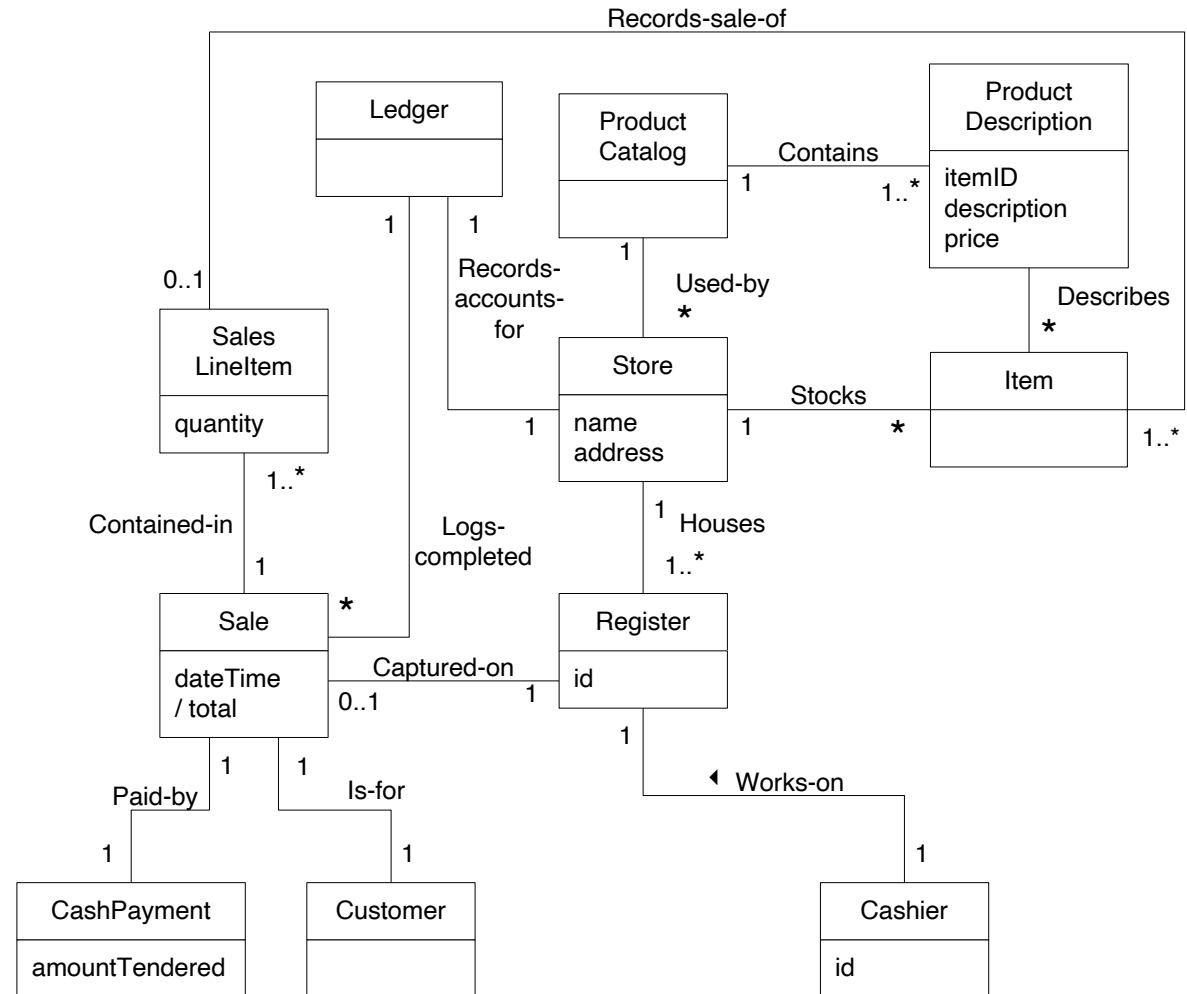 Records-sale-of
Ledger
Product
Catalog
Product
Description
itemID
description
price
Contains
1
1..*
1
1
1
0..1
Records-
accounts-
for
Used-by
*
Describes
*
Sales
LineItem
quantity
Store
name
address
Item
Stocks
1
1
*
1..*
1..*
Contained-in
1
Logs-
completed
*
1
Houses
1..*
Sale
dateTime
/ total
Register
id
Captured-on
0..1
1
1
1
1
Paid-by
Is-for
Works-on
1
1
1
CashPayment
amountTendered
Customer
Cashier
id